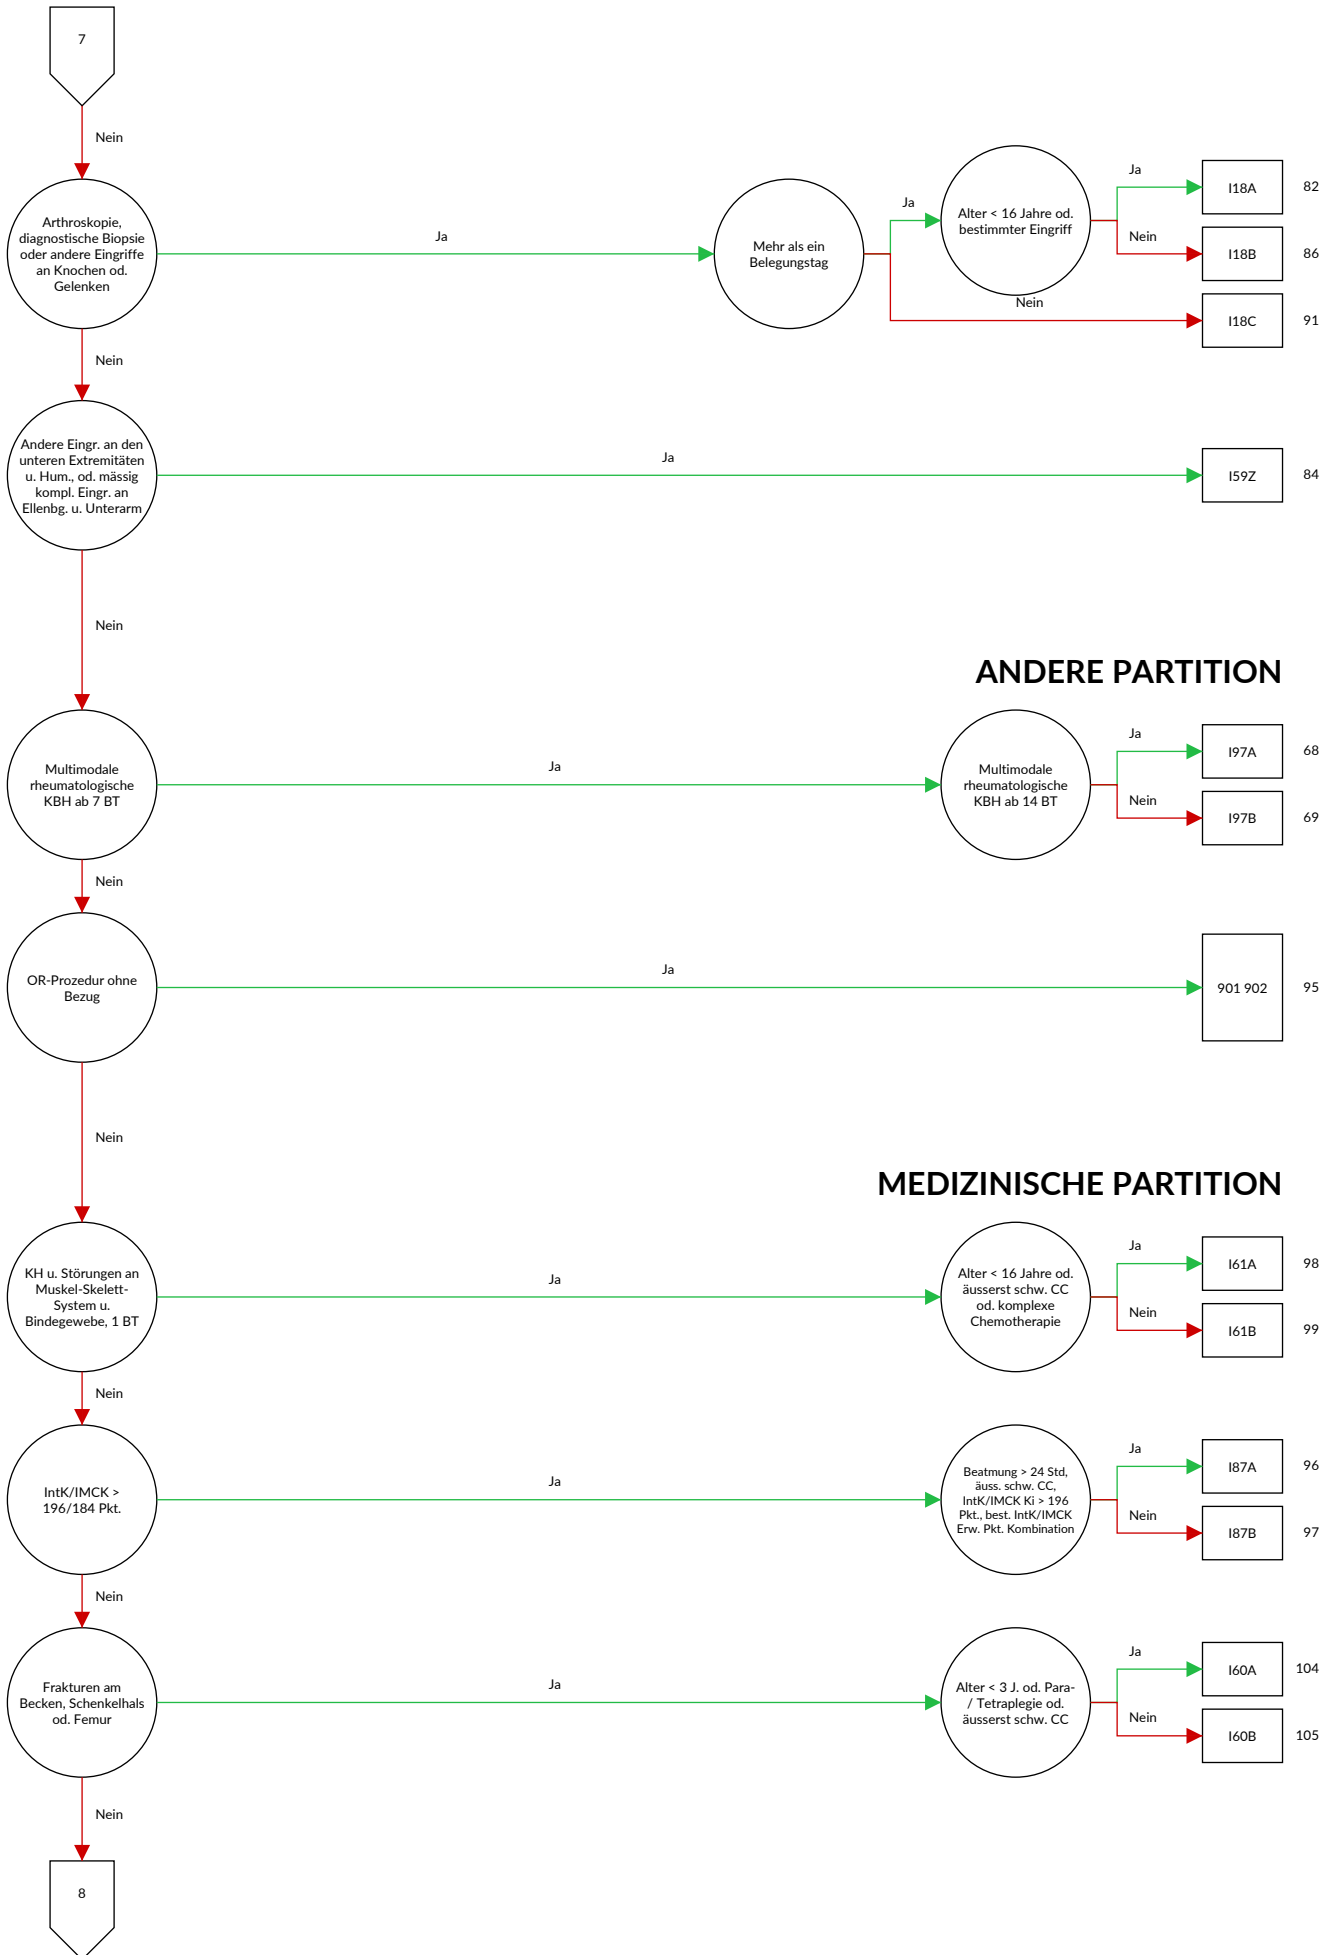 7
Nein
Arthroskopie,
diagnostische Biopsie
oder andere Eingriffe
an Knochen od.
Gelenken
Ja
Mehr als ein
Belegungstag
Ja
Alter < 16 Jahre od.
bestimmter Eingriff
Ja
I18A
82
Nein
I18B
86
Nein
I18C
91
Nein
Andere Eingr. an den
unteren Extremitäten
u. Hum., od. mässig
kompl. Eingr. an
Ellenbg. u. Unterarm
Ja
I59Z
84
Nein
ANDERE PARTITION
Multimodale
rheumatologische
KBH ab 7 BT
Ja
Multimodale
rheumatologische
KBH ab 14 BT
Ja
I97A
68
Nein
I97B
69
Nein
OR-Prozedur ohne
Bezug
Ja
901 902
95
Nein
MEDIZINISCHE PARTITION
KH u. Störungen an
Muskel-Skelett-
System u.
Bindegewebe, 1 BT
Ja
Alter < 16 Jahre od.
äusserst schw. CC
od. komplexe
Chemotherapie
Ja
I61A
98
Nein
I61B
99
Nein
IntK/IMCK >
196/184 Pkt.
Ja
Beatmung > 24 Std,
äuss. schw. CC,
IntK/IMCK Ki > 196
Pkt., best. IntK/IMCK
Erw. Pkt. Kombination
Ja
I87A
96
Nein
I87B
97
Nein
Frakturen am
Becken, Schenkelhals
od. Femur
Ja
Alter < 3 J. od. Para-
/ Tetraplegie od.
äusserst schw. CC
Ja
I60A
104
Nein
I60B
105
Nein
8